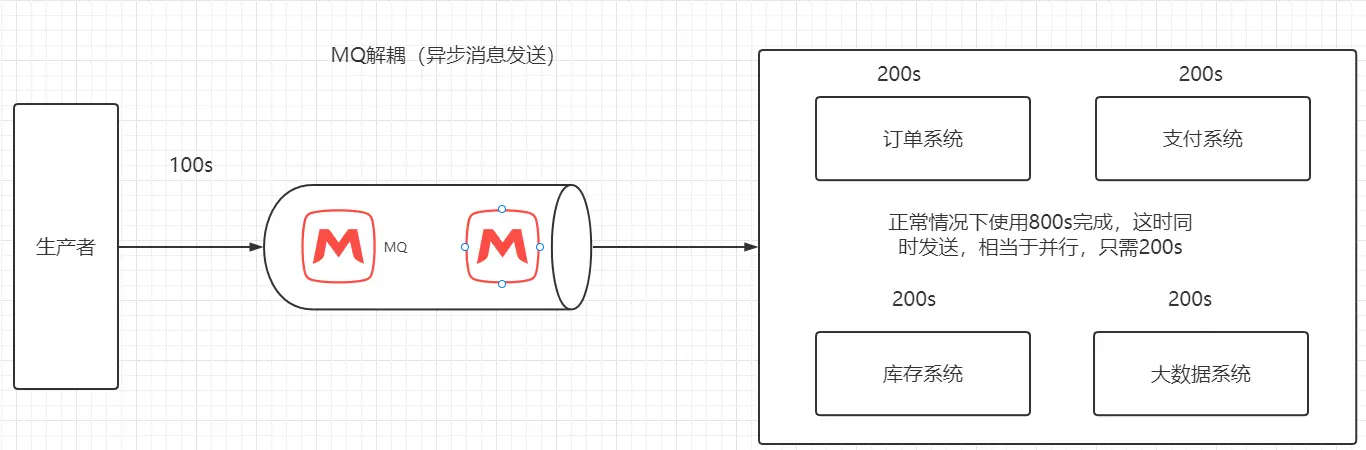 MQ解耦（异步消息发送）
200s
200s
订单系统
支付系统
100s
生产者
MQ
正常情况下使用800s完成，这时同
时发送，相当于并行，只需200s
200s
200s
库存系统
大数据系统